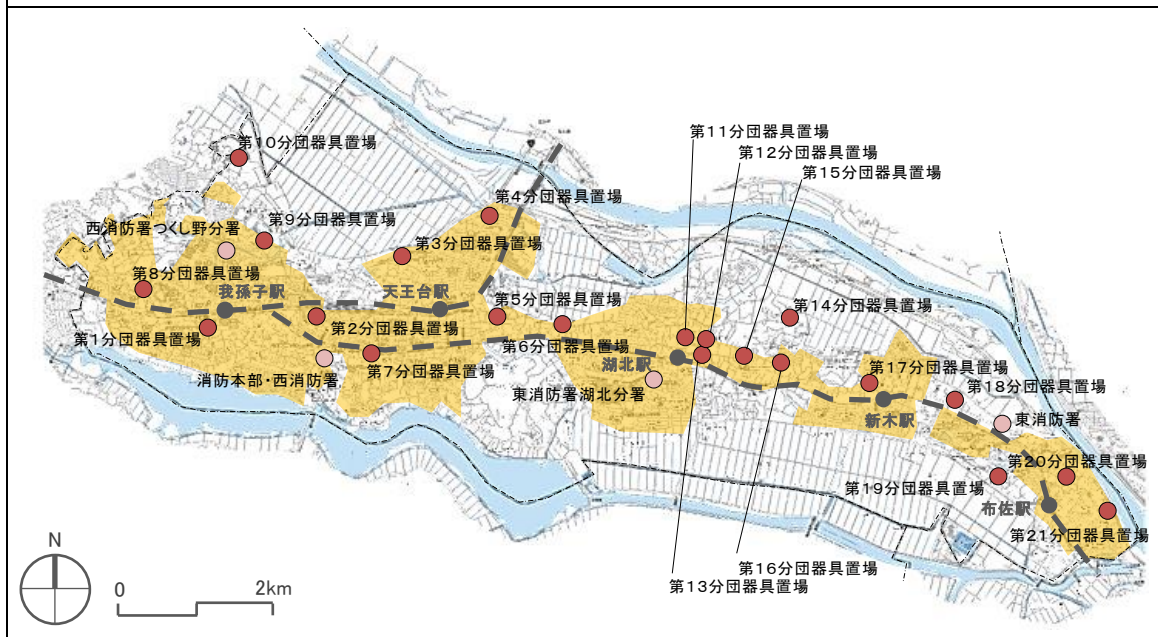 第11分団器具置場
第12分団器具置場
第10分団器具置場
第15分団器具置場
第4分団器具置場
第9分団器具置場
西消防署つくし野分署
第3分団器具置場
第8分団器具置場
我孫子駅
天王台駅
第5分団器具置場
第14分団器具置場
第1分団器具置場
第2分団器具置場
第6分団器具置場
湖北駅
第7分団器具置場
消防本部・西消防署
東消防署湖北分署
第17分団器具置場
第18分団器具置場
新木駅
東消防署
第20分団器具置場
第19分団器具置場
布佐駅
第21分団器具置場
第16分団器具置場
第13分団器具置場
N
0
2km